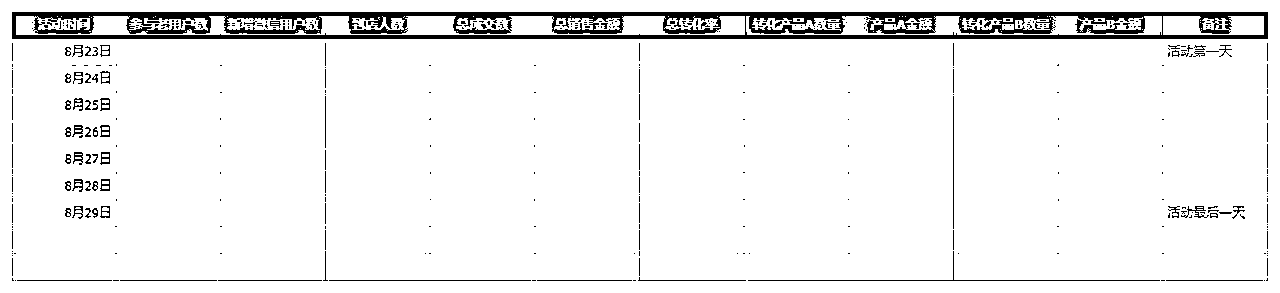 活动时间 参与老用户数 新增微信用户数 到店人数 总成交数 总销售金额 总转化率 转化产品A数量 产品A金额 转化产品B数量 产品B金额 备注
8月23日 活动第一天
8月24日
8月25日
8月26日
8月27日
8月28日
8月29日 活动最后一天